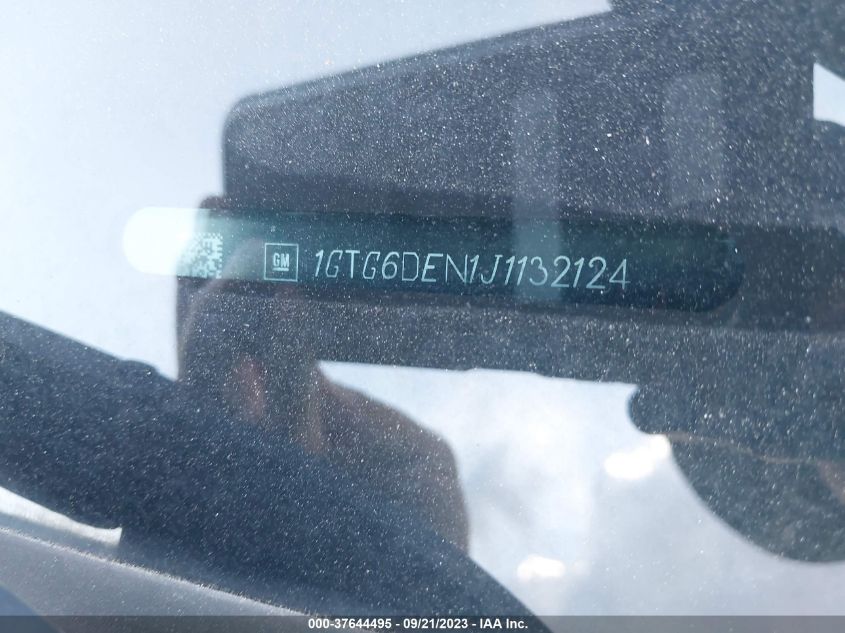 GM 1GTG6DEN1J1132124
000-37644495 - 09/21/2023 - IAA Inc.